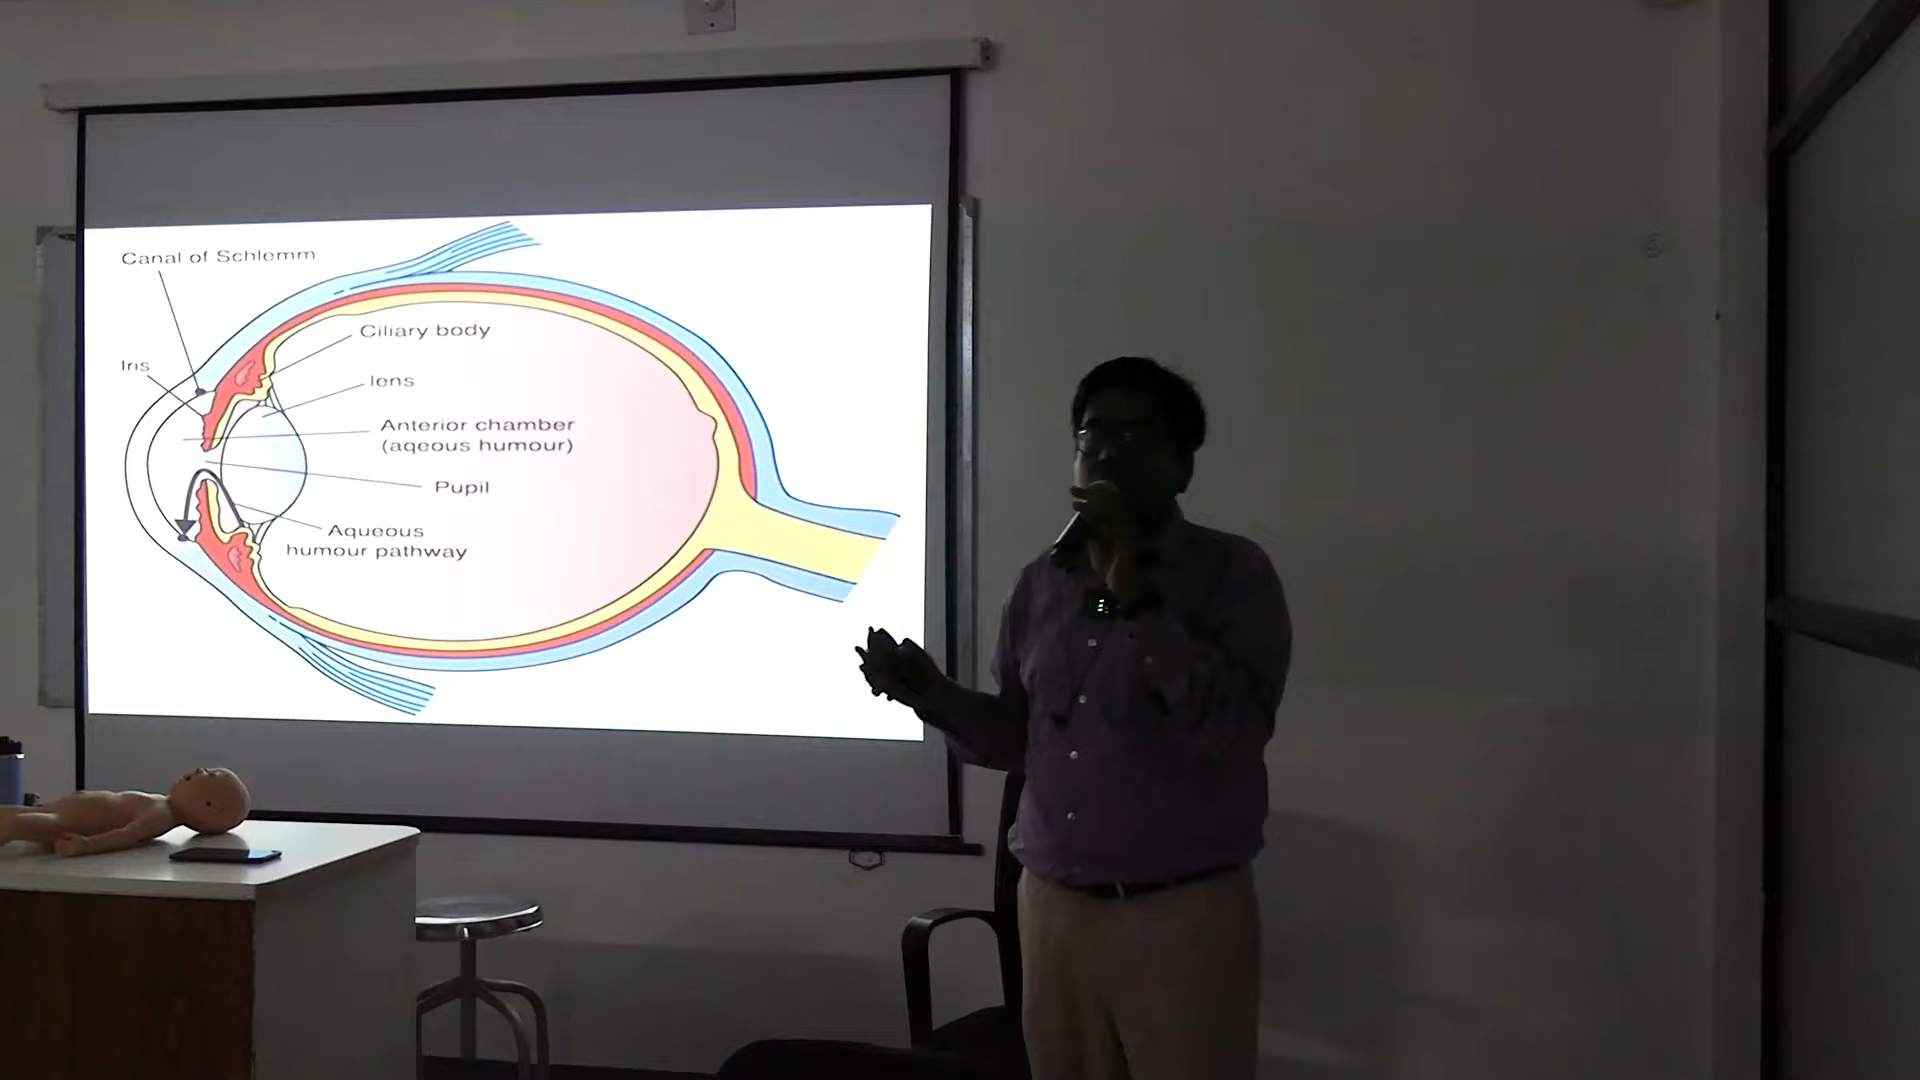 Canal of Schlemm
Ciliary body
Iris
lens
Anterior chamber
(aqeous humour)
Pupil
Aqueous
humour pathway